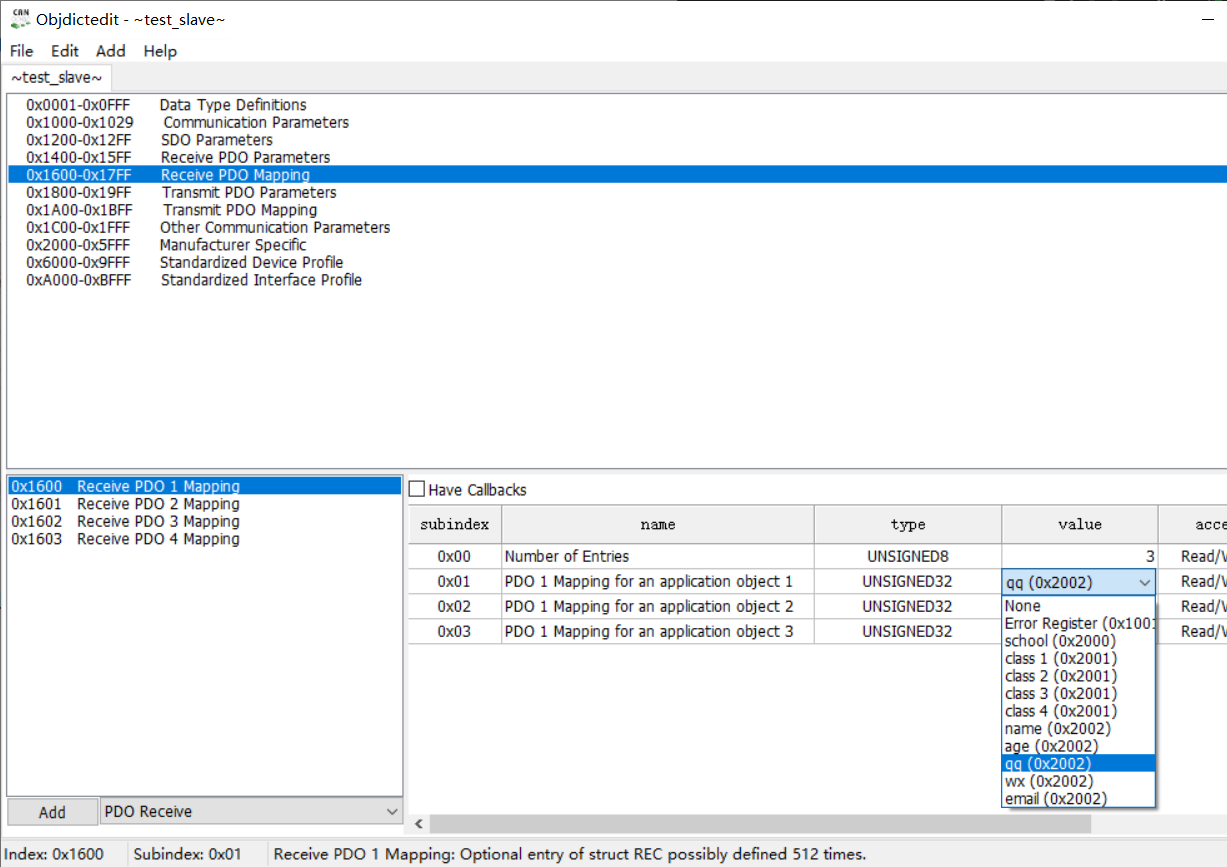 CAN
Objdictedit - ~test_slave~
File Edit Add Help
~test_slave~
0x0001-0x0FFF Data Type Definitions
0x1000-0x1029 Communication Parameters
0x1200-0x12FF SDO Parameters
0x1400-0x15FF Receive PDO Parameters
0x1600-0x17FF Receive PDO Mapping
0x1800-0x19FF Transmit PDO Parameters
0x1A00-0x1BFF Transmit PDO Mapping
0x1C00-0x1FFF Other Communication Parameters
0x2000-0x5FFF Manufacturer Specific
0x6000-0x9FFF Standardized Device Profile
0xA000-0xBFFF Standardized Interface Profile
0x1600 Receive PDO 1 Mapping
0x1601 Receive PDO 2 Mapping
0x1602 Receive PDO 3 Mapping
0x1603 Receive PDO 4 Mapping
Add PDO Receive
Have Callbacks
subindex name type value acce
0x00 Number of Entries UNSIGNED8 3 Read/W
0x01 PDO 1 Mapping for an application object 1 UNSIGNED32 qq (0x2002) Read/W
0x02 PDO 1 Mapping for an application object 2 UNSIGNED32 Read/W
0x03 PDO 1 Mapping for an application object 3 UNSIGNED32 Read/W
None
Error Register (0x1001
school (0x2000)
class 1 (0x2001)
class 2 (0x2001)
class 3 (0x2001)
class 4 (0x2001)
name (0x2002)
age (0x2002)
qq (0x2002)
wx (0x2002)
email (0x2002)
Index: 0x1600 Subindex: 0x01 Receive PDO 1 Mapping: Optional entry of struct REC possibly defined 512 times.